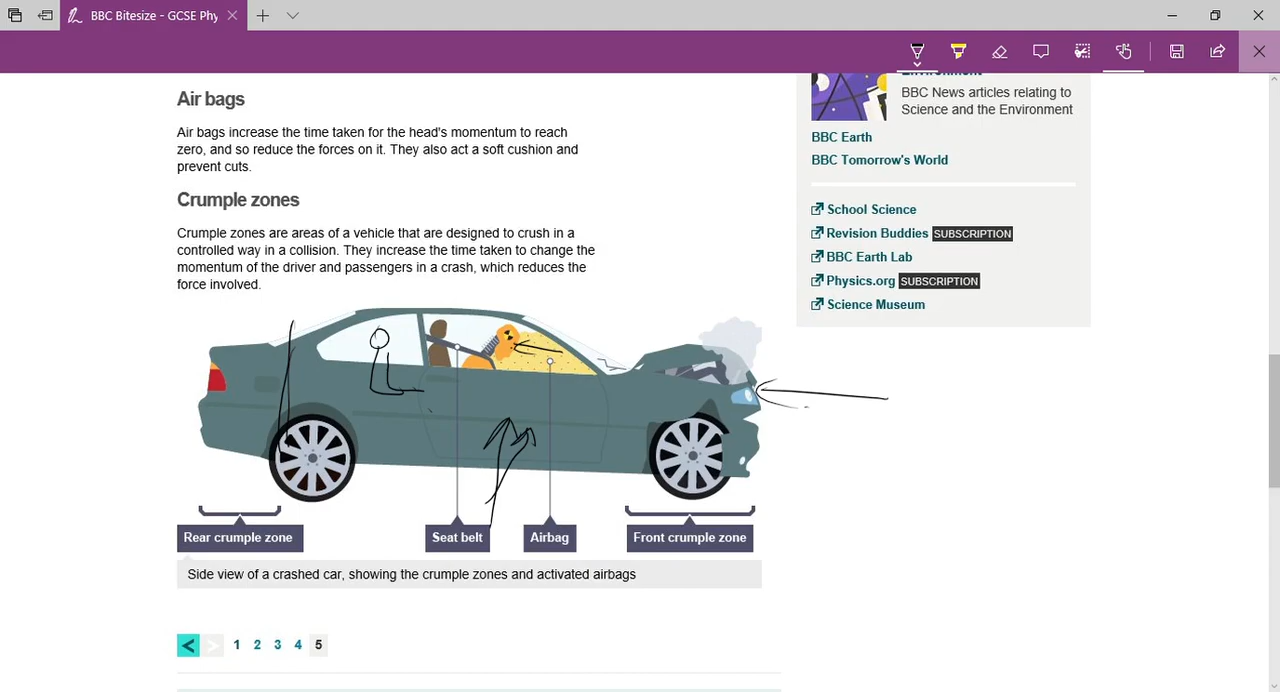 BBC Bitesize - GCSE Phy
Air bags
Air bags increase the time taken for the head's momentum to reach
zero, and so reduce the forces on it. They also act a soft cushion and
prevent cuts.
Crumple zones
Crumple zones are areas of a vehicle that are designed to crush in a
controlled way in a collision. They increase the time taken to change the
momentum of the driver and passengers in a crash, which reduces the
force involved.
Rear crumple zone
Seat belt
Airbag
Front crumple zone
Side view of a crashed car, showing the crumple zones and activated airbags
< > 1 2 3 4 5
Environment
BBC News articles relating to
Science and the Environment
BBC Earth
BBC Tomorrow's World
School Science
Revision Buddies SUBSCRIPTION
BBC Earth Lab
Physics.org SUBSCRIPTION
Science Museum